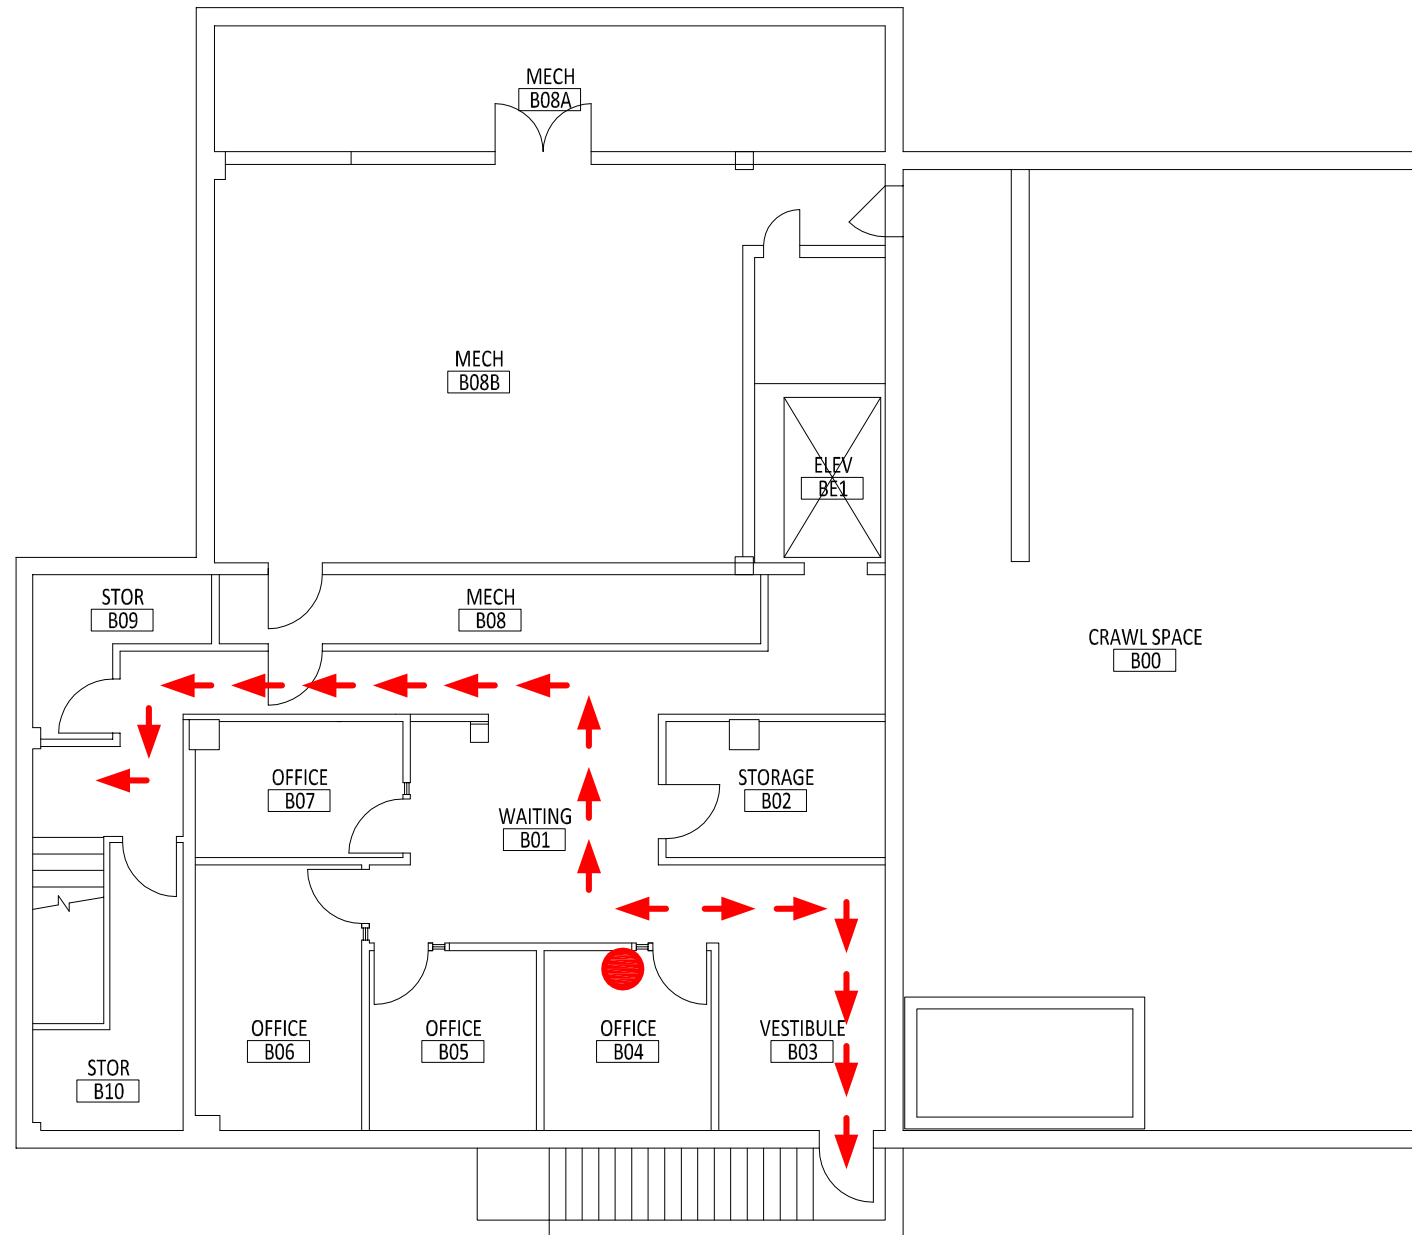 MECH
B08A
MECH
B08B
ELEV
BE1
STOR
B09
MECH
B08
CRAWL SPACE
B00
OFFICE
B07
STORAGE
B02
WAITING
B01
OFFICE
B06
OFFICE
B05
OFFICE
B04
VESTIBULE
B03
STOR
B10